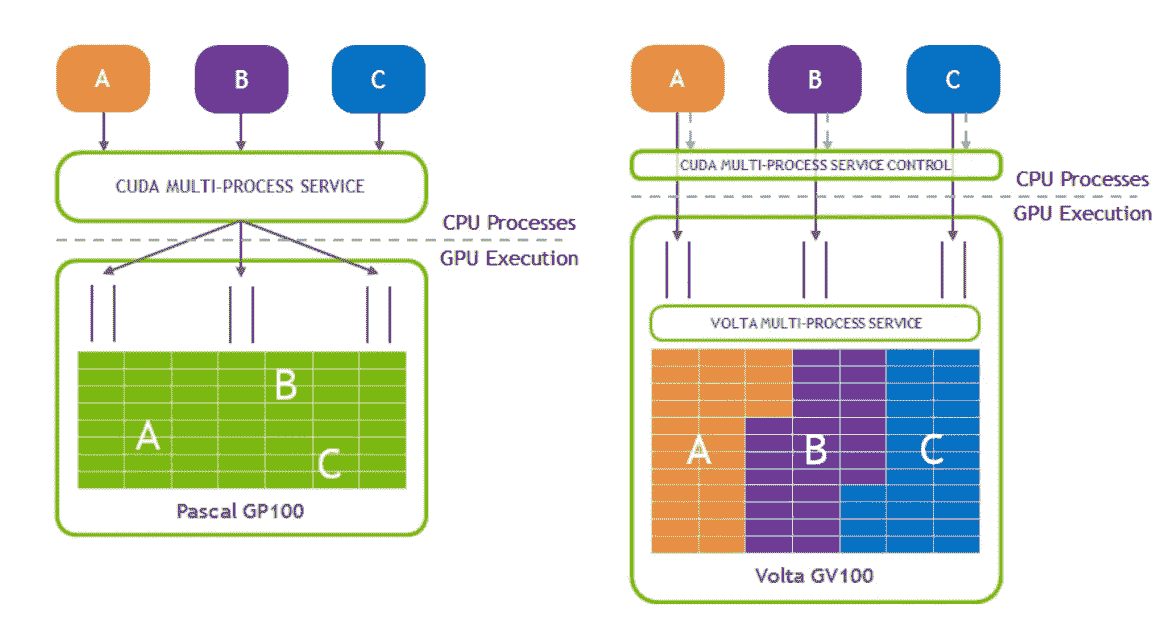 A
B
C
CUDA MULTI-PROCESS SERVICE
CPU Processes
GPU Execution
B
A
C
Pascal GP100
A
B
C
CUDA MULTI-PROCESS SERVICE CONTROL
CPU Processes
GPU Execution
VOLTA MULTI-PROCESS SERVICE
A
B
C
Volta GV100